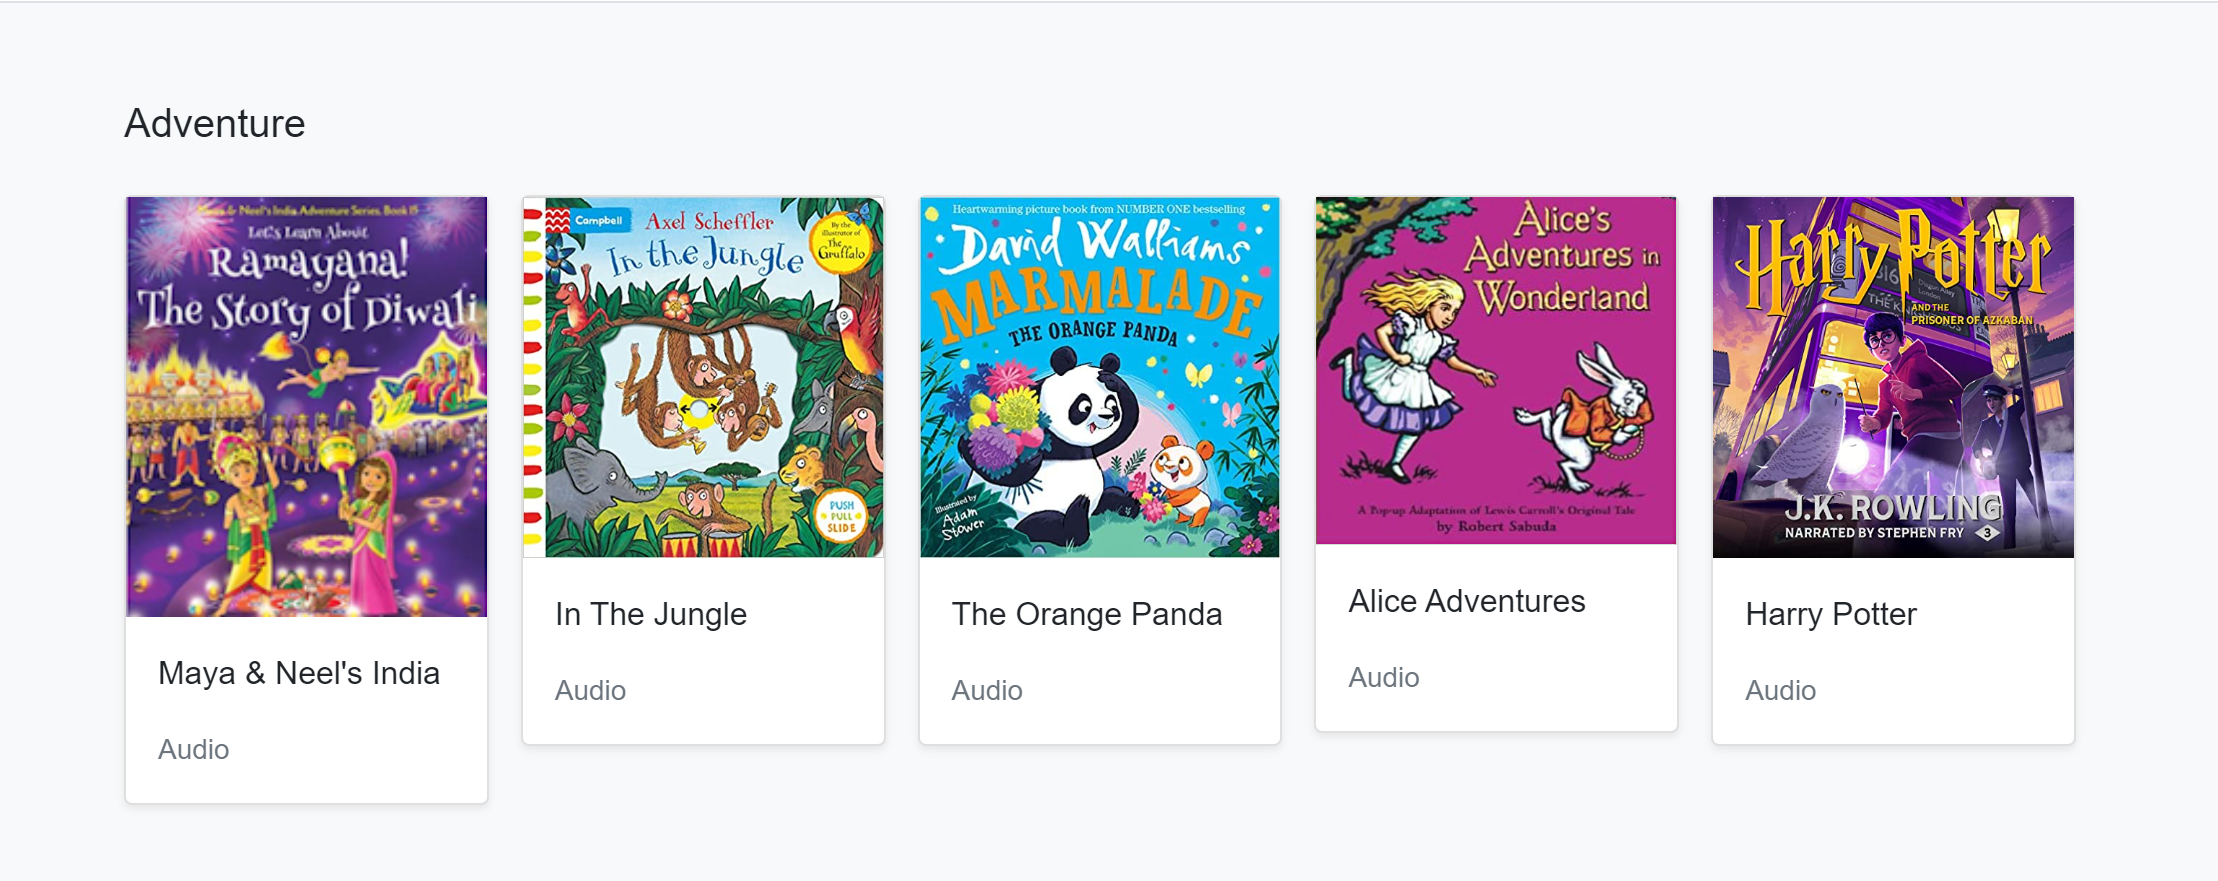 Adventure
Maya & Neel's India Adventure Series, Book 15
Let's Learn About
Ramayana!
The Story of Diwali
Maya & Neel's India
Audio
Campbell
Axel Scheffler
In the Jungle
By the
illustrator of
The
Gruffalo
PUSH
PULL
SLIDE
In The Jungle
Audio
Heartwarming picture book from NUMBER ONE bestselling
David Walliams
MARMALADE
THE ORANGE PANDA
Illustrated by
Adam
Stower
The Orange Panda
Audio
Alice's
Adventures in
Wonderland
A Pop-up Adaptation of Lewis Carroll's Original Tale
by Robert Sabuda
Alice Adventures
Audio
Harry Potter
AND THE
PRISONER OF AZKABAN
Diagon Alley
London
J.K. ROWLING
NARRATED BY STEPHEN FRY 3
Harry Potter
Audio